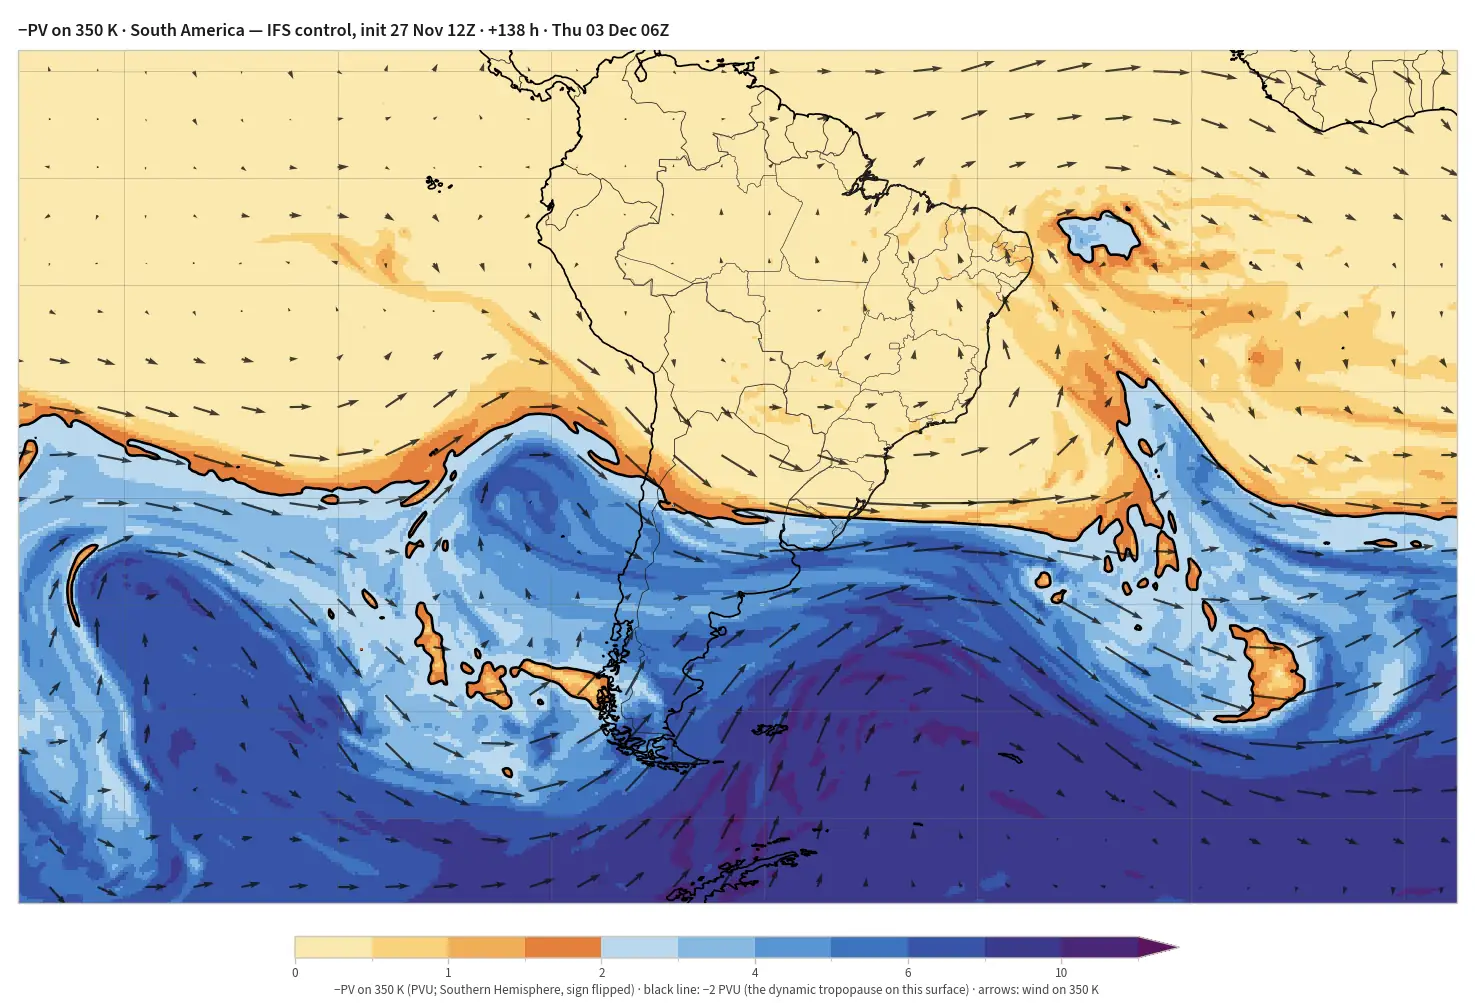 −PV on 350 K · South America — IFS control, init 27 Nov 12Z · +138 h · Thu 03 Dec 06Z
0 1 2 4 6 10
−PV on 350 K (PVU; Southern Hemisphere, sign flipped) · black line: −2 PVU (the dynamic tropopause on this surface) · arrows: wind on 350 K